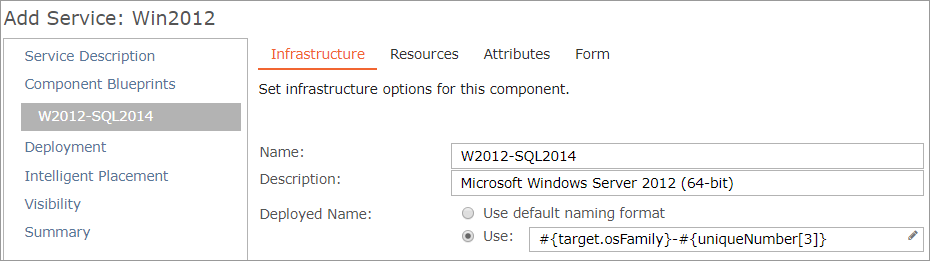 Add Service: Win2012
Service Description
Component Blueprints
W2012-SQL2014
Deployment
Intelligent Placement
Visibility
Summary
Infrastructure Resources Attributes Form
Set infrastructure options for this component.
Name: W2012-SQL2014
Description: Microsoft Windows Server 2012 (64-bit)
Deployed Name: Use default naming format
Use: #{target.osFamily}-#{uniqueNumber[3]}